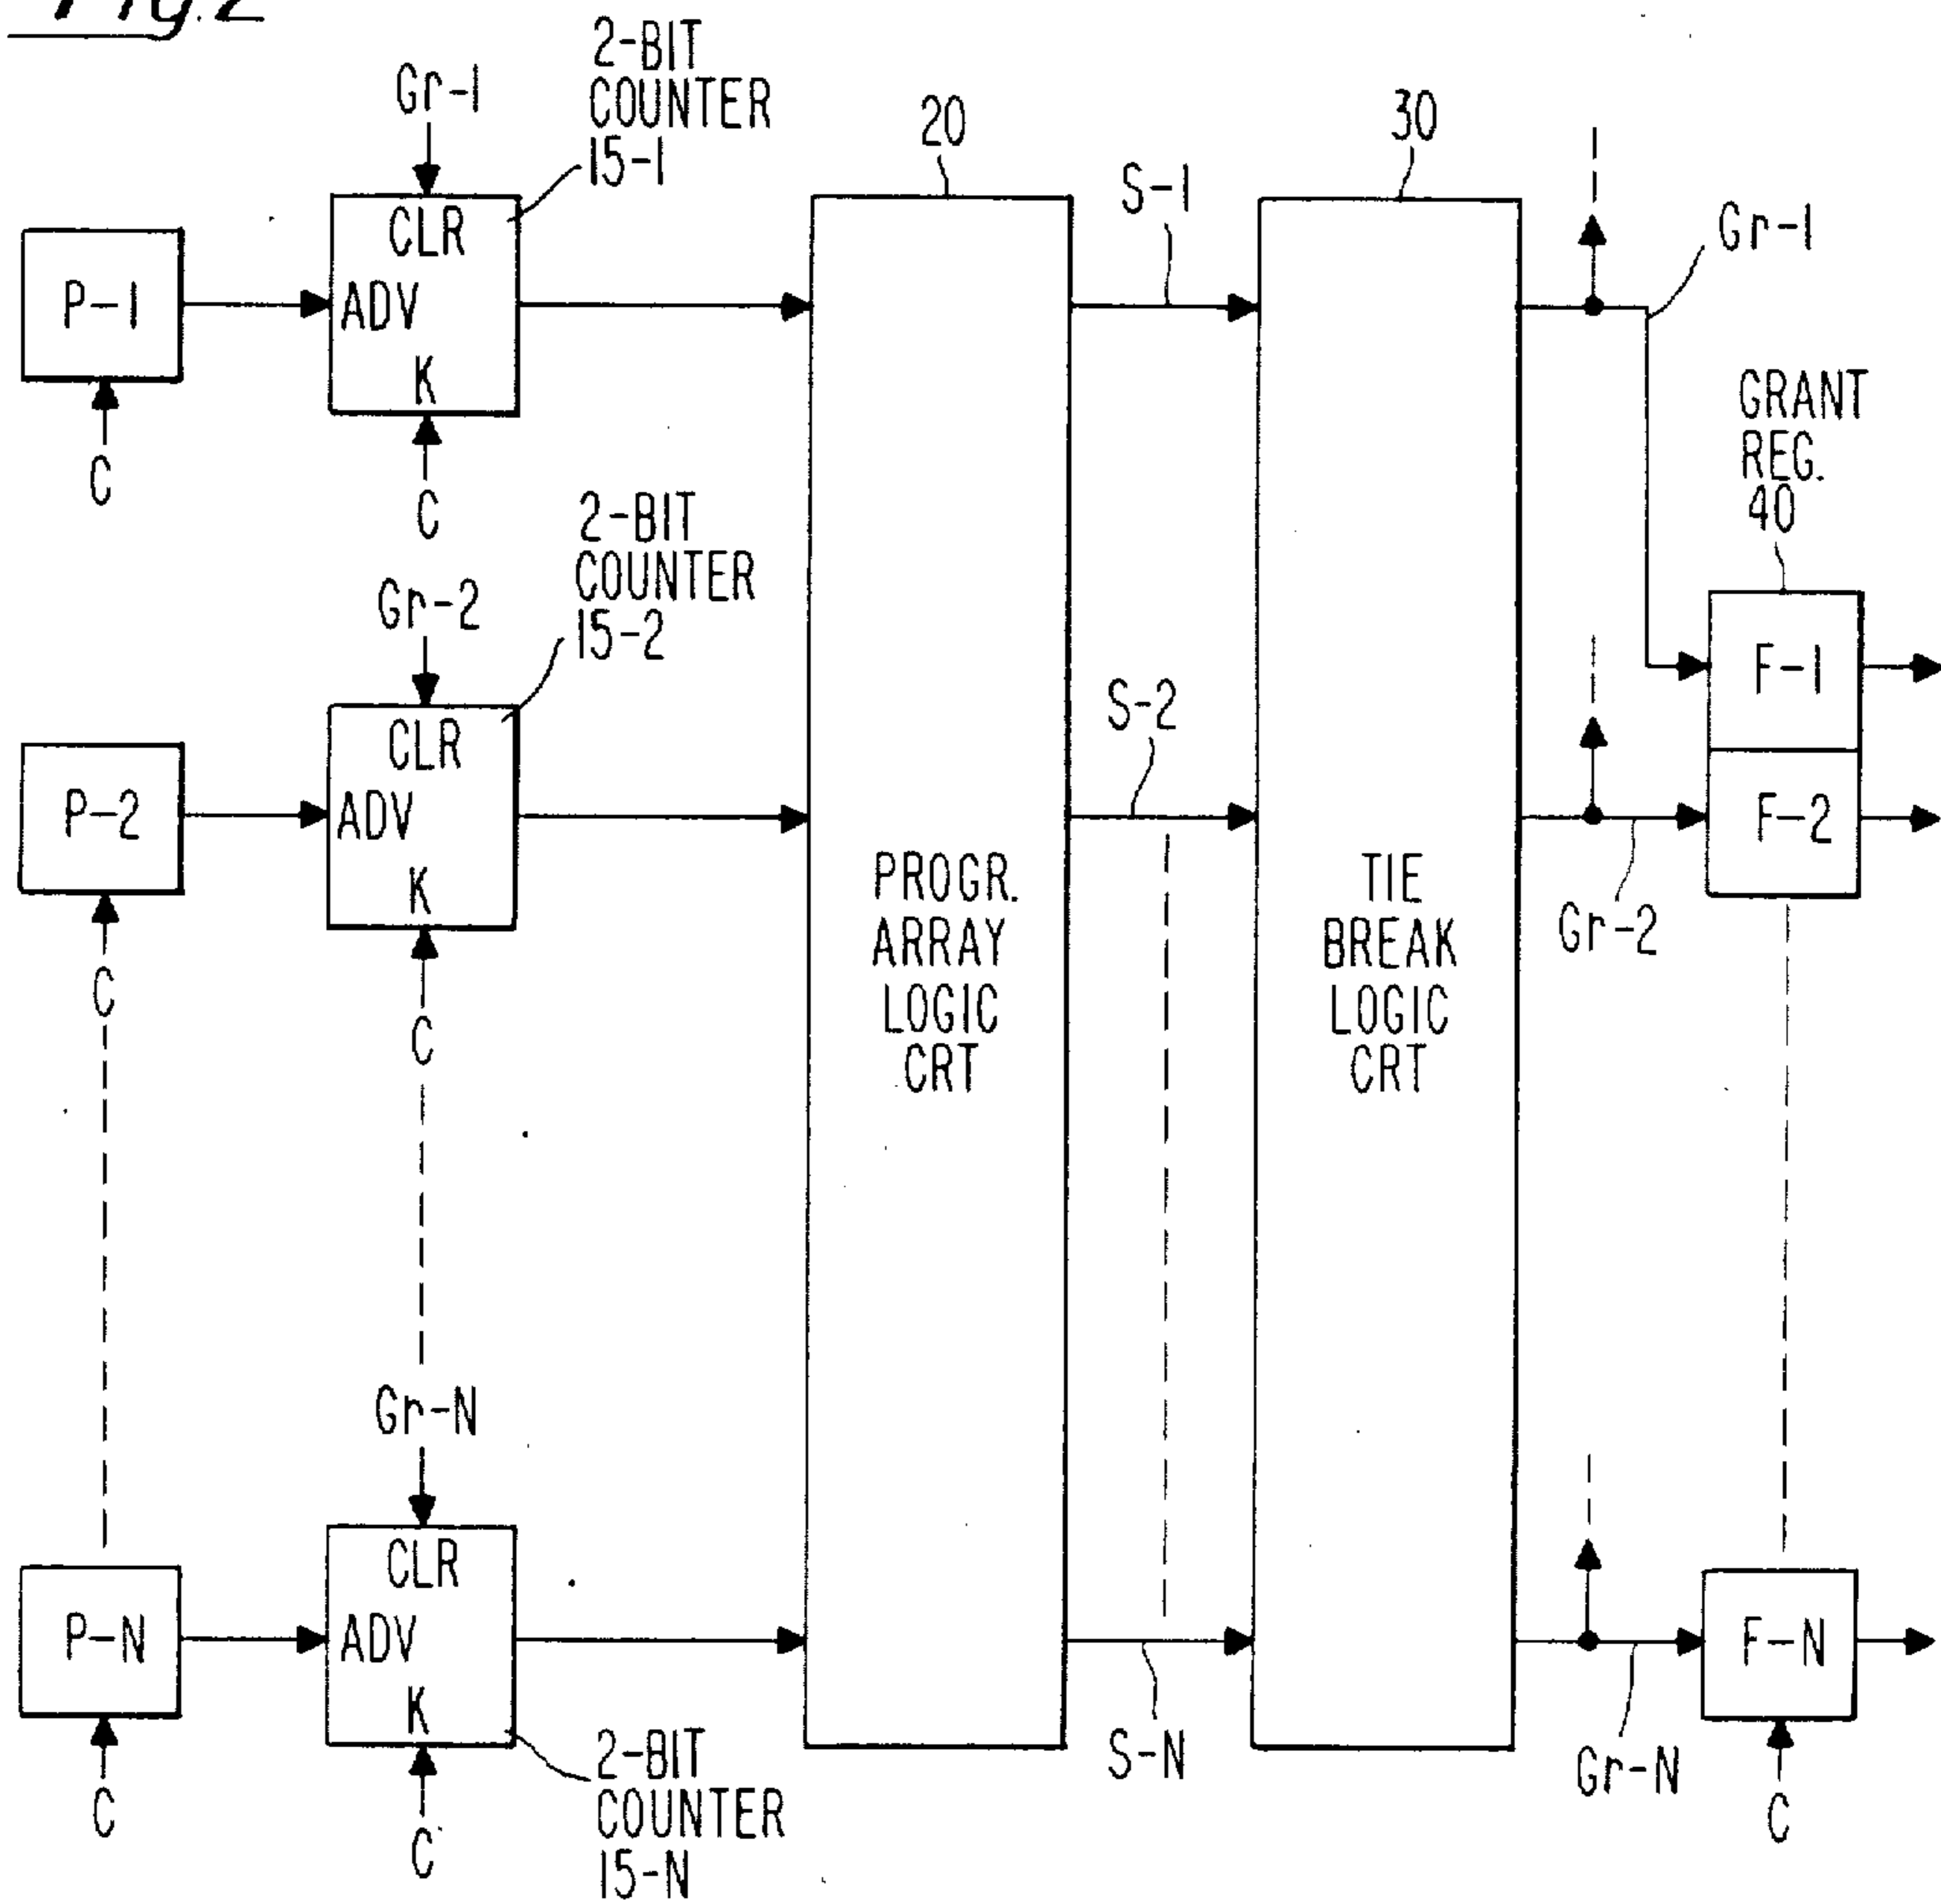 Fig. 2
Gr-1
2-BIT
COUNTER
15-1
20
30
S-1
Gr-1
P-1
CLR
ADV
K
C
C
GRANT
REG.
40
Gr-2
2-BIT
COUNTER
15-2
S-2
F-1
P-2
CLR
ADV
K
F-2
Gr-2
C
C
PROGR.
ARRAY
LOGIC
CRT
TIE
BREAK
LOGIC
CRT
Gr-N
P-N
CLR
ADV
K
F-N
S-N
Gr-N
C
C
C
2-BIT
COUNTER
15-N